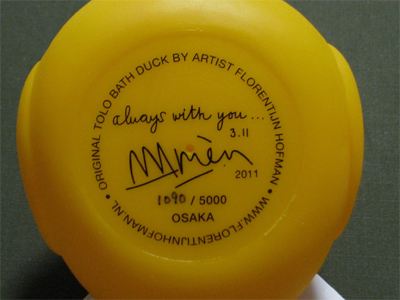 • ORIGINAL TOLO BATH DUCK BY ARTIST FLORENTIJN HOFMAN • WWW.FLORENTIJNHOFMAN.NL
always with you...
3.11
2011
1090 / 5000
OSAKA